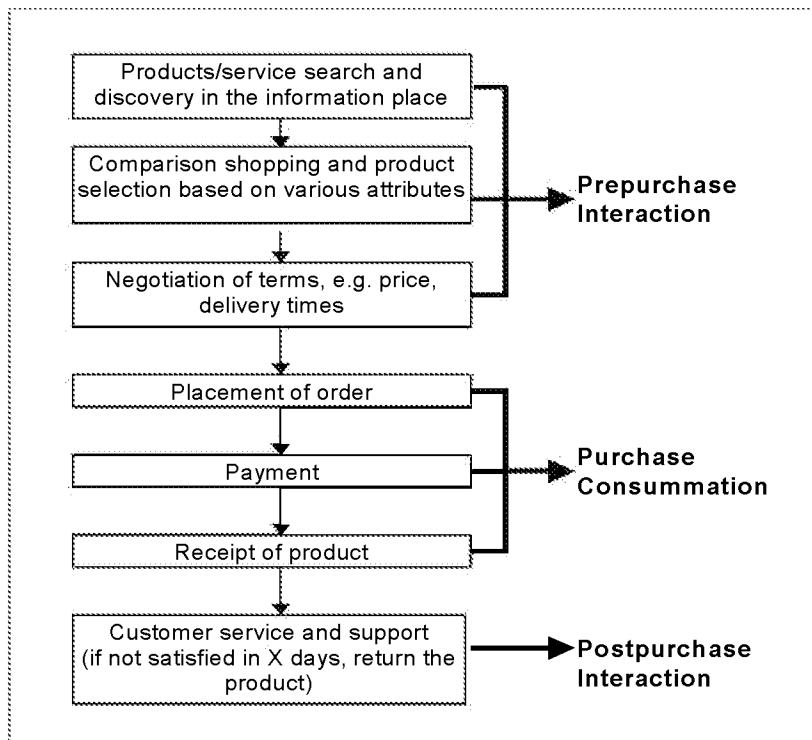 Products/service search and
discovery in the information place
Comparison shopping and product
selection based on various attributes
Prepurchase
Interaction
Negotiation of terms, e.g. price,
delivery times
Placement of order
Payment
Purchase
Consummation
Receipt of product
Customer service and support
(if not satisfied in X days, return the
product)
Postpurchase
Interaction